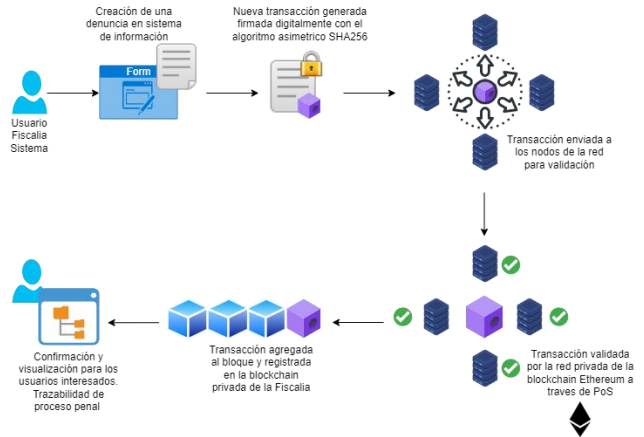 Creación de una
denuncia en sistema
de información
Nueva transacción generada
firmada digitalmente con el
algoritmo asimetrico SHA256
Form
Usuario
Fiscalia
Sistema
Transacción enviada a
los nodos de la red
para validación
Transacción validada
por la red privada de la
blockchain Ethereum a
traves de PoS
Transacción agregada
al bloque y registrada
en la blockchain
privada de la Fiscalia
Confirmación y
visualización para los
usuarios interesados.
Trazabilidad de
proceso penal